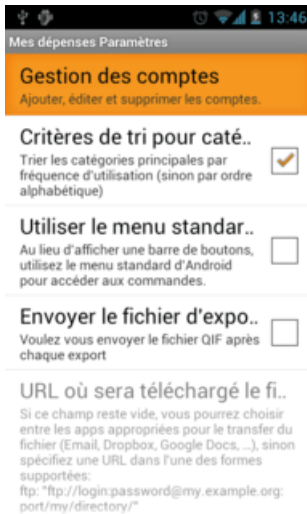 13:46
Mes dépenses Paramètres
Gestion des comptes
Ajouter, éditer et supprimer les comptes.
Critères de tri pour caté..
Trier les catégories principales par
fréquence d'utilisation (sinon par ordre
alphabétique)
Utiliser le menu standar..
Au lieu d'afficher une barre de boutons,
utilisez le menu standard d'Android
pour accéder aux commandes.
Envoyer le fichier d'expo..
Voulez vous envoyer le fichier QIF après
chaque export
URL où sera téléchargé le fi..
Si ce champ reste vide, vous pourrez choisir
entre les apps appropriées pour le transfer du
fichier (Email, Dropbox, Google Docs, ...), sinon
spécifiez une URL dans l'une des formes
supportées:
ftp: "ftp://login:password@my.example.org:
port/my/directory/"